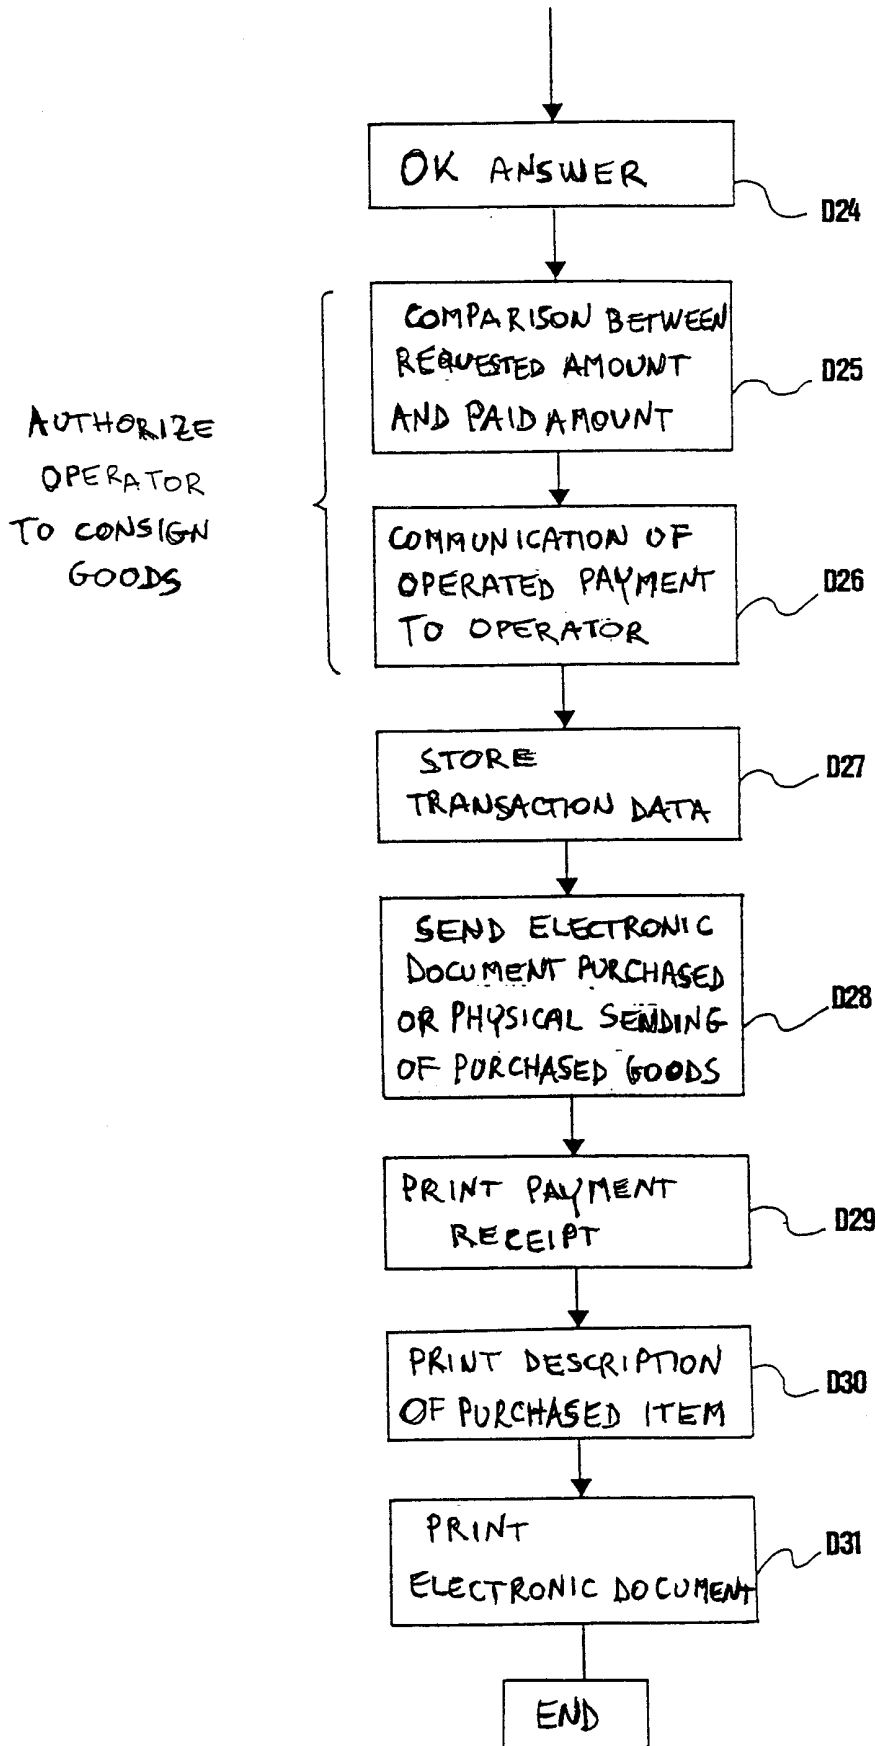 OK ANSWER
D24
COMPARISON BETWEEN
REQUESTED AMOUNT
AND PAID AMOUNT
D25
AUTHORIZE
OPERATOR
TO CONSIGN
GOODS
COMMUNICATION OF
OPERATED PAYMENT
TO OPERATOR
D26
STORE
TRANSACTION DATA
D27
SEND ELECTRONIC
DOCUMENT PURCHASED
OR PHYSICAL SENDING
OF PURCHASED GOODS
D28
PRINT PAYMENT
RECEIPT
D29
PRINT DESCRIPTION
OF PURCHASED ITEM
D30
PRINT
ELECTRONIC DOCUMENT
D31
END